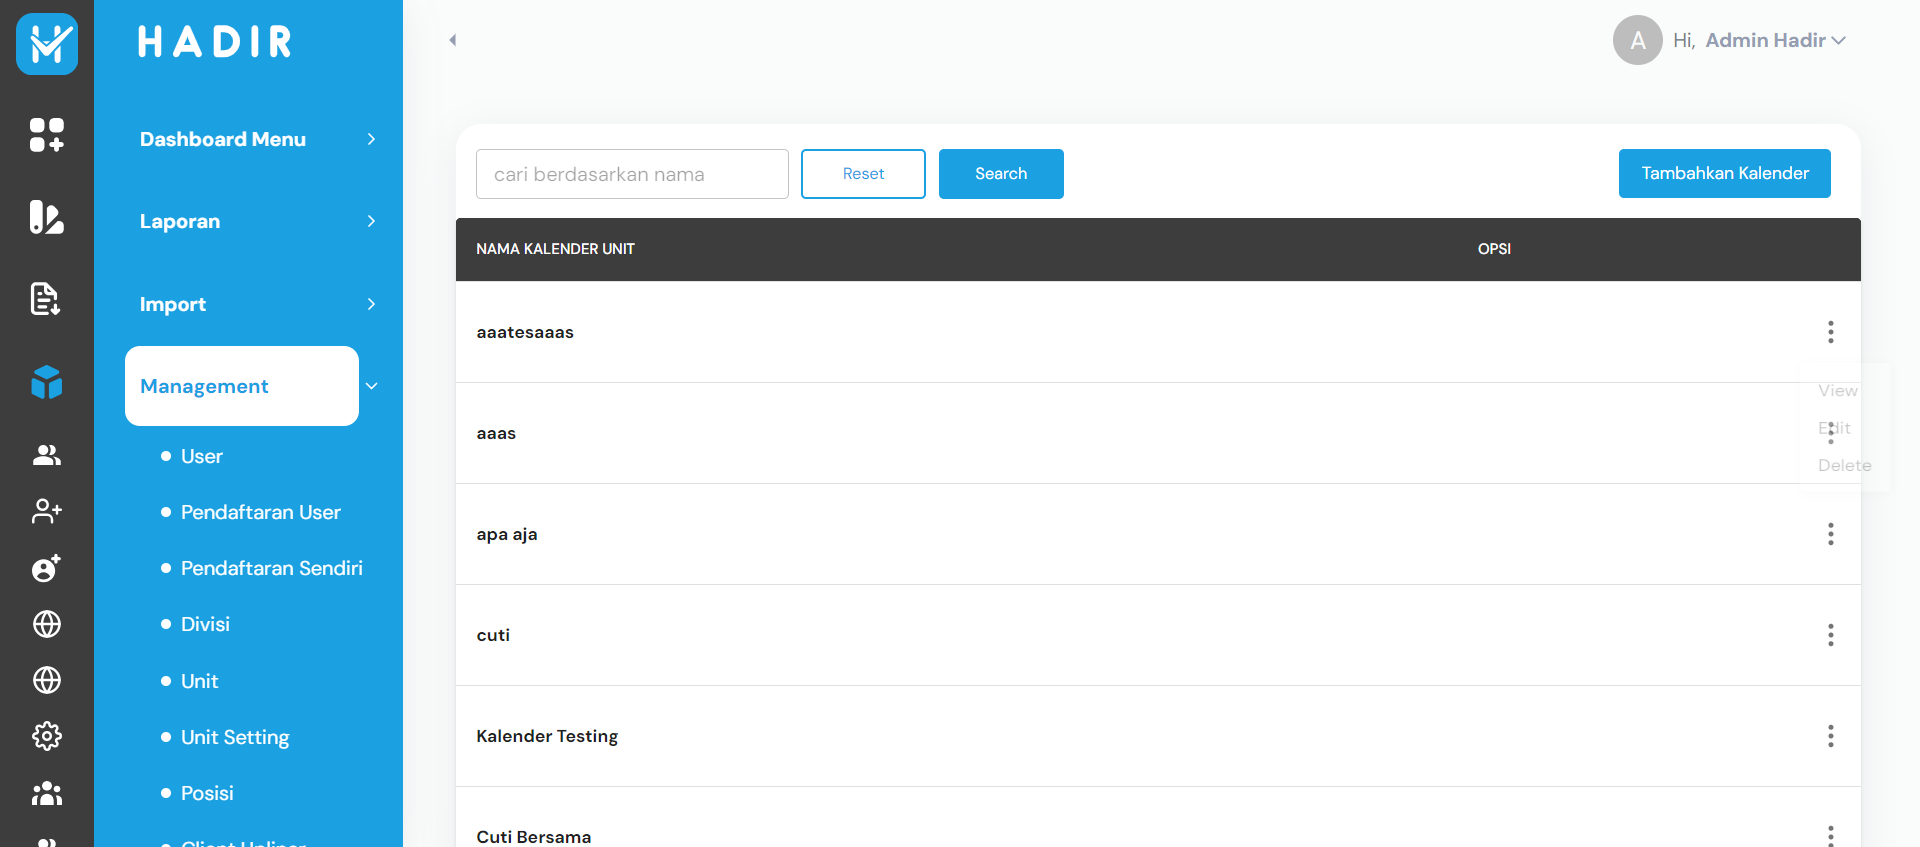 HADIR
Hi, Admin Hadir
A
Dashboard Menu
Laporan
Import
Management
User
Pendaftaran User
Pendaftaran Sendiri
Divisi
Unit
Unit Setting
Posisi
cari berdasarkan nama
Reset
Search
Tambahkan Kalender
NAMA KALENDER UNIT
OPSI
aaatesaaas
View
Edit
Delete
aaas
apa aja
cuti
Kalender Testing
Cuti Bersama